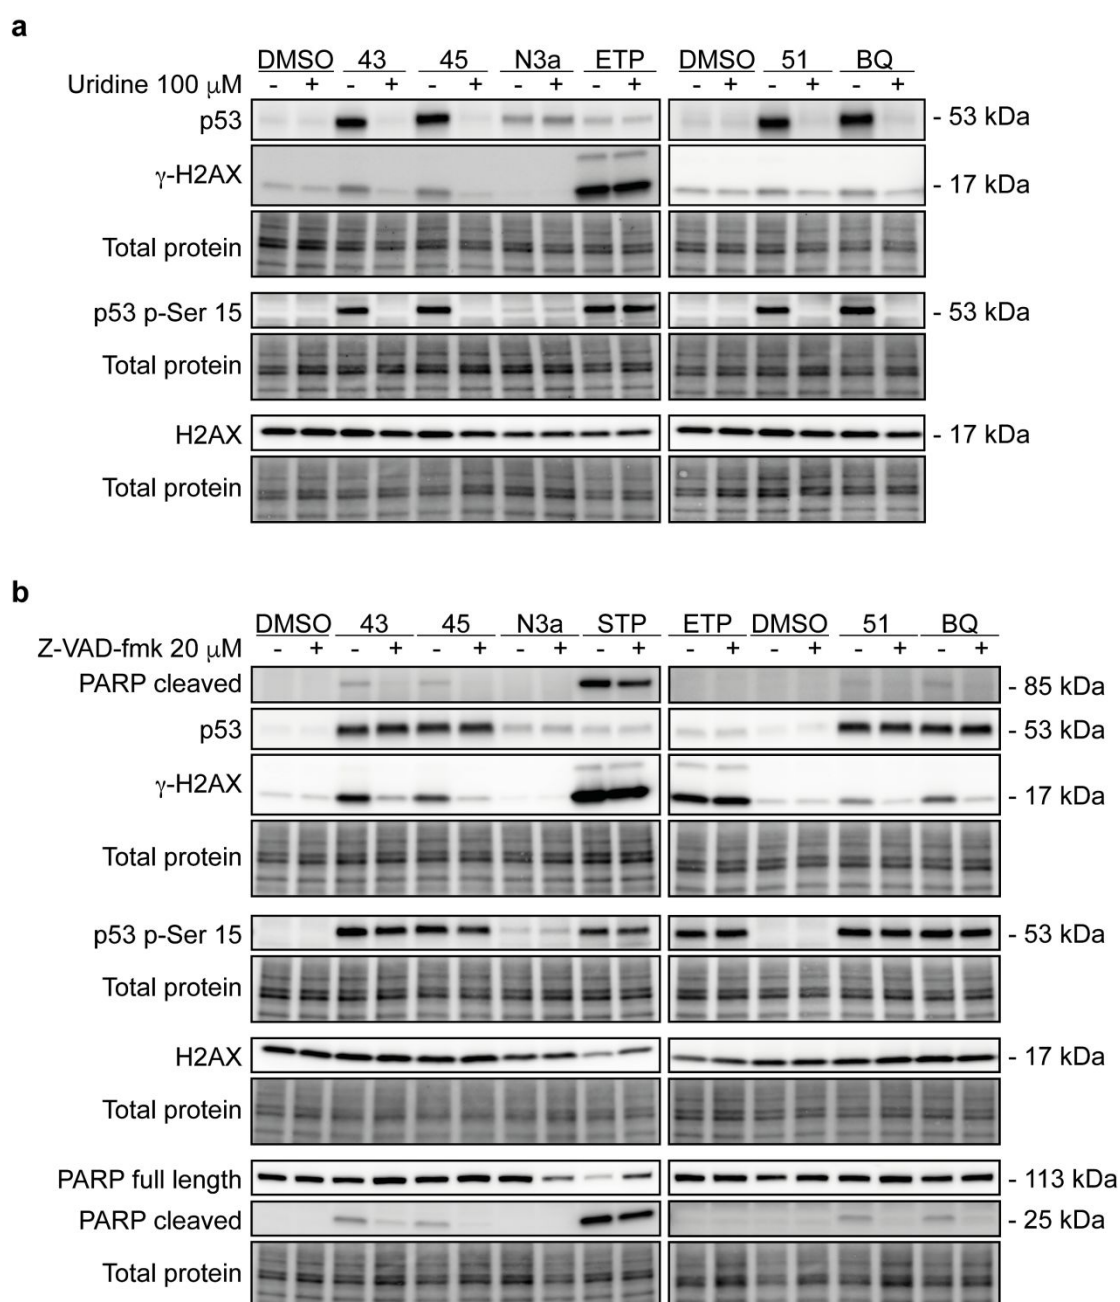 a
DMSO 43 45 N3a ETP DMSO 51 BQ
Uridine 100 μM - + - + - + - + - + - + - + - +
p53 - 53 kDa
γ-H2AX - 17 kDa
Total protein
p53 p-Ser 15 - 53 kDa
Total protein
H2AX - 17 kDa
Total protein
b
DMSO 43 45 N3a STP ETP DMSO 51 BQ
Z-VAD-fmk 20 μM - + - + - + - + - + - + - + - + - +
PARP cleaved - 85 kDa
p53 - 53 kDa
γ-H2AX - 17 kDa
Total protein
p53 p-Ser 15 - 53 kDa
Total protein
H2AX - 17 kDa
Total protein
PARP full length - 113 kDa
PARP cleaved - 25 kDa
Total protein